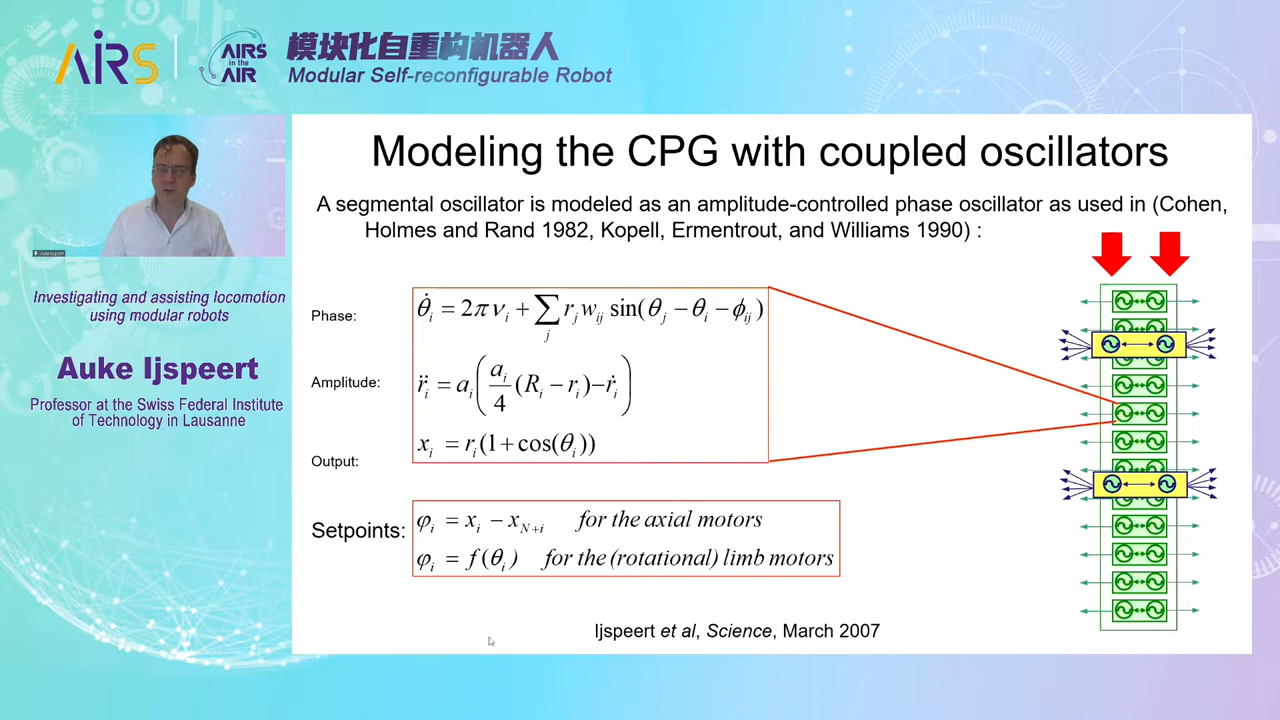 AIRS
AIRS
in the
AIR
模块化自重构机器人
Modular Self-reconfigurable Robot
Investigating and assisting locomotion
using modular robots
Auke Ijspeert
Professor at the Swiss Federal Institute
of Technology in Lausanne
Modeling the CPG with coupled oscillators
A segmental oscillator is modeled as an amplitude-controlled phase oscillator as used in (Cohen,
Holmes and Rand 1982, Kopell, Ermentrout, and Williams 1990) :
Phase: θ̇ᵢ = 2πνᵢ + ∑ⱼ rⱼ wᵢⱼ sin(θⱼ − θᵢ − ϕᵢⱼ)
Amplitude: r̈ᵢ = aᵢ(aᵢ/4 (Rᵢ − rᵢ) − ṙᵢ)
Output: xᵢ = rᵢ(1 + cos(θᵢ))
Setpoints: φᵢ = xᵢ − x_{N+i} for the axial motors
φᵢ = f(θᵢ) for the (rotational) limb motors
Ijspeert et al, Science, March 2007